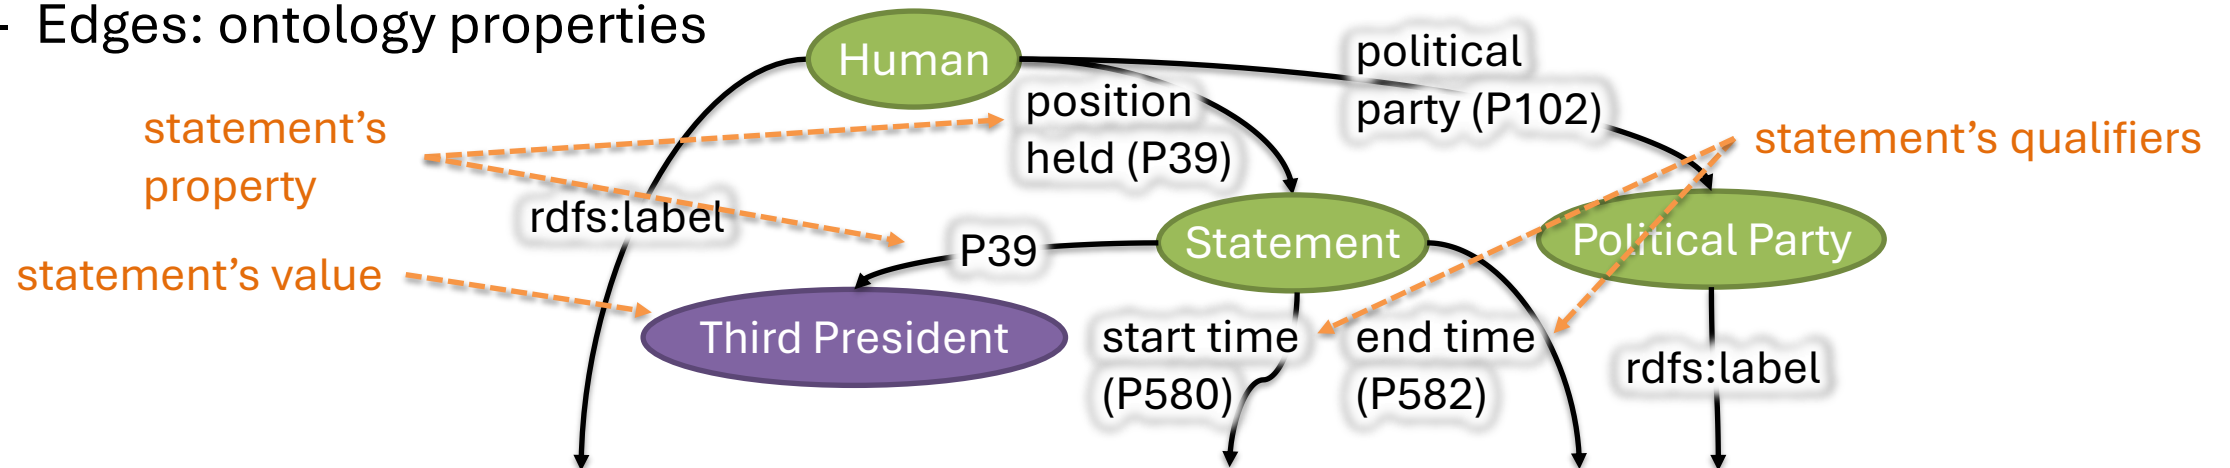 - Edges: ontology properties
Human
political
party (P102)
position
held (P39)
statement's
property
statement's qualifiers
rdfs:label
P39
Statement
Political Party
statement's value
Third President
start time
(P580)
end time
(P582)
rdfs:label